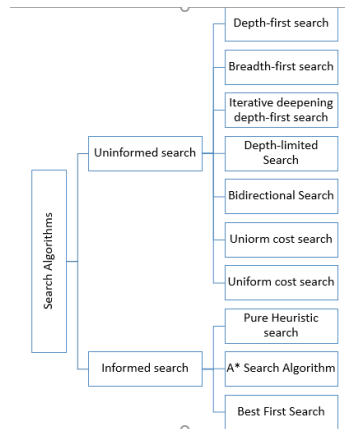 Depth-first search
Breadth-first search
Iterative deepening
depth-first search
Uninformed search
Depth-limited
Search
Bidirectional Search
Search Algorithms
Uniorm cost search
Uniform cost search
Pure Heuristic
search
Informed search
A* Search Algorithm
Best First Search